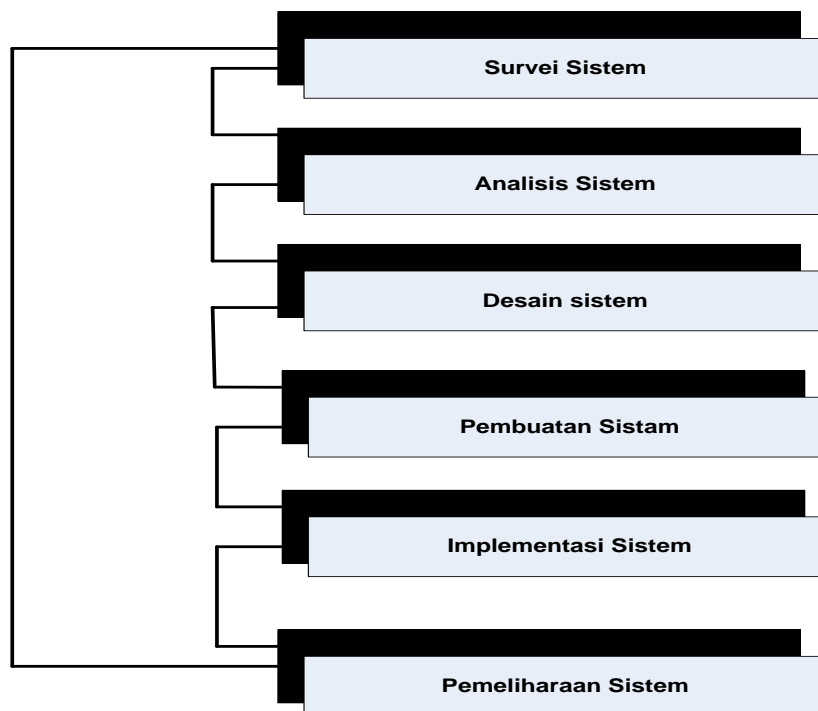 Survei Sistem
Analisis Sistem
Desain sistem
Pembuatan Sistam
Implementasi Sistem
Pemeliharaan Sistem